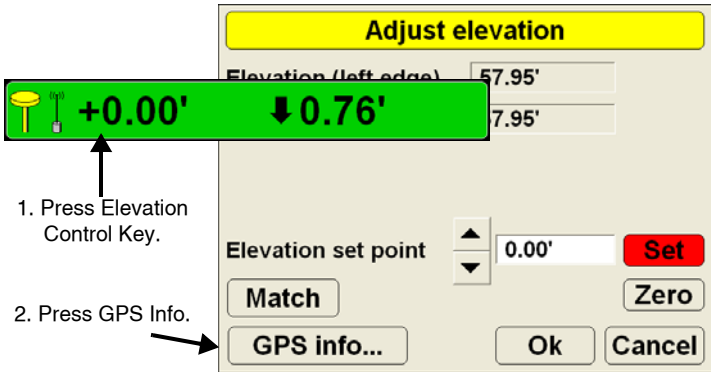 Adjust elevation
Elevation (left edge) 57.95'
+0.00' 0.76'
7.95'
1. Press Elevation
Control Key.
Elevation set point 0.00' Set
Match Zero
2. Press GPS Info.
GPS info... Ok Cancel